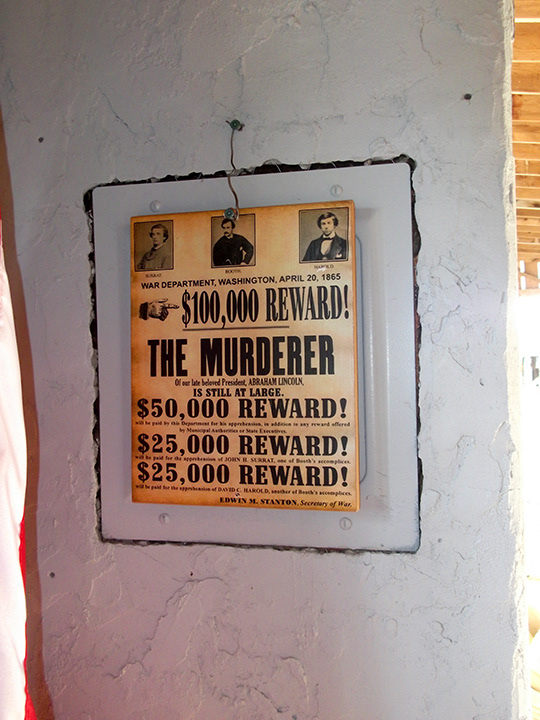 SURRAT. BOOTH. HAROLD.
WAR DEPARTMENT, WASHINGTON, APRIL 20, 1865
$100,000 REWARD!
THE MURDERER
Of our late beloved President, ABRAHAM LINCOLN,
IS STILL AT LARGE.
$50,000 REWARD!
will be paid by this Department for his apprehension, in addition to any reward offered
by Municipal Authorities or State Executives.
$25,000 REWARD!
will be paid for the apprehension of JOHN H. SURRAT, one of Booth's accomplices.
$25,000 REWARD!
will be paid for the apprehension of DAVID C. HAROLD, another of Booth's accomplices.
EDWIN M. STANTON, Secretary of War.